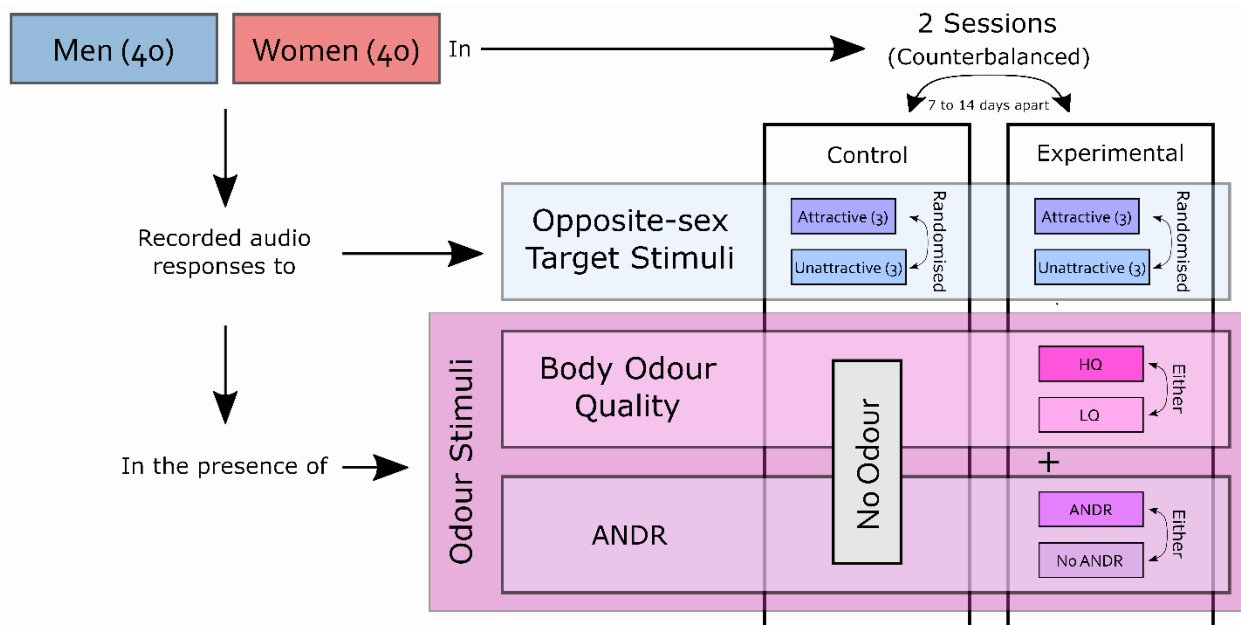 Men (40)
Women (40)
In
2 Sessions
(Counterbalanced)
7 to 14 days apart
Control
Experimental
Recorded audio
responses to
Opposite-sex
Target Stimuli
Attractive (3)
Unattractive (3)
Randomised
Attractive (3)
Unattractive (3)
Randomised
In the presence of
Odour Stimuli
Body Odour
Quality
No Odour
HQ
LQ
Either
+
ANDR
ANDR
No ANDR
Either